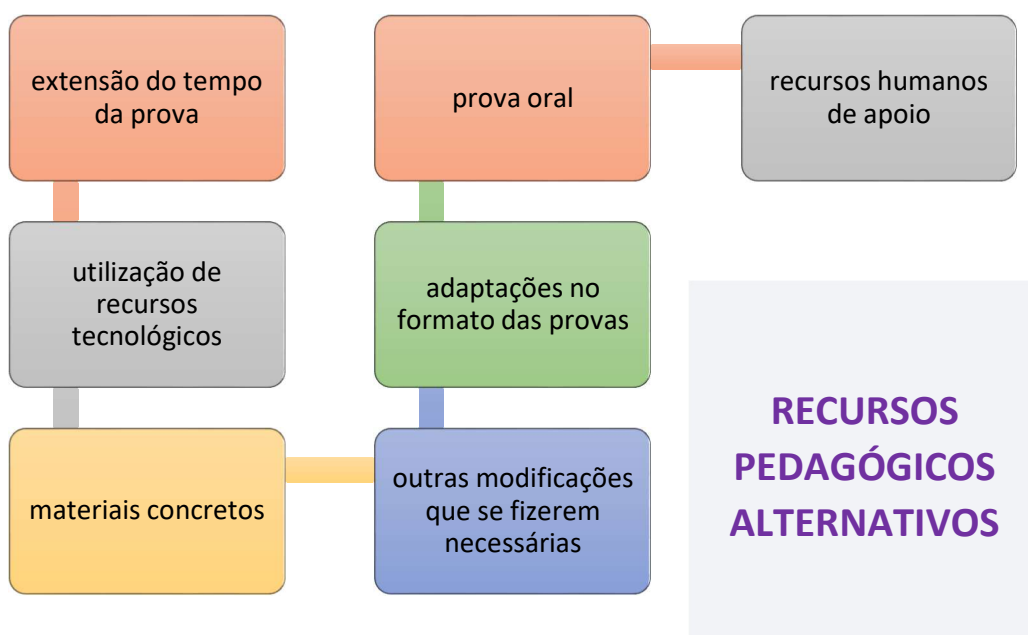 extensão do tempo
da prova
utilização de
recursos
tecnológicos
materiais concretos
outras modificações
que se fizerem
necessárias
adaptações no
formato das provas
prova oral
recursos humanos
de apoio
RECURSOS
PEDAGÓGICOS
ALTERNATIVOS